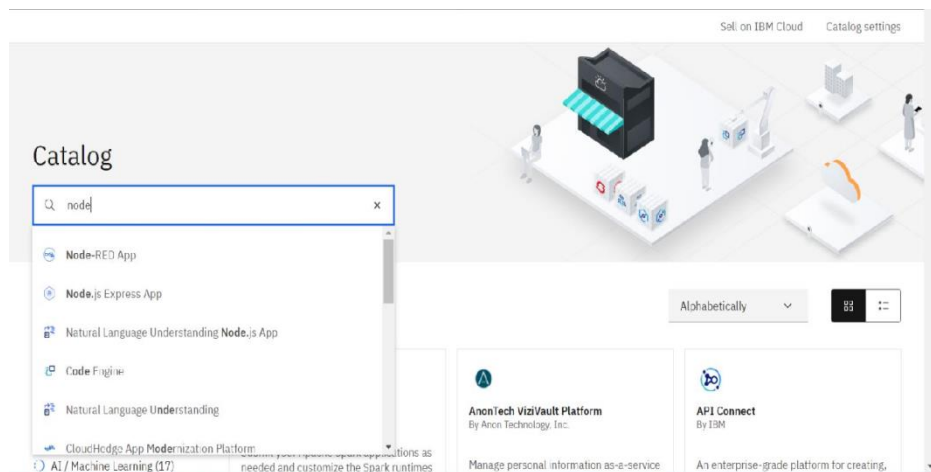 Sell on IBM Cloud Catalog settings
Catalog
node
Node-RED App
Node.js Express App
Natural Language Understanding Node.js App
Code Engine
Natural Language Understanding
CloudHedge App Modernization Platform
AI / Machine Learning (17)
Alphabetically
applications as
needed and customize the Spark runtimes
AnonTech ViziVault Platform
By Anon Technology, Inc.
Manage personal information as-a-service
API Connect
By IBM
An enterprise-grade platform for creating,